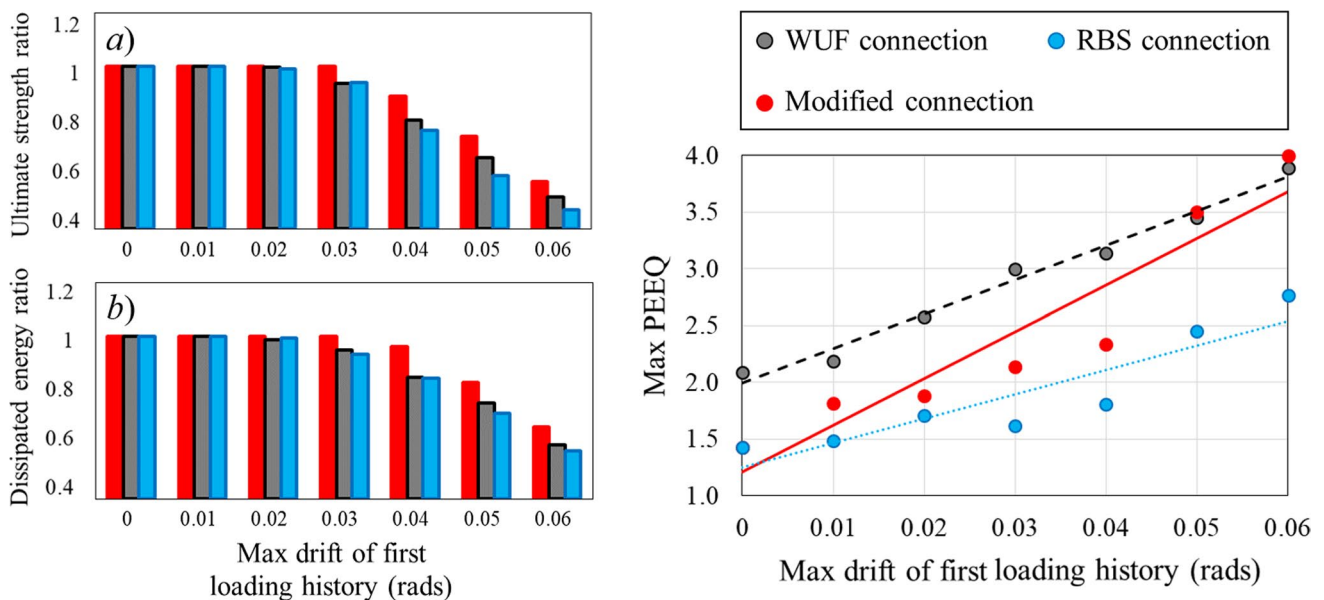 a)
Ultimate strength ratio
1.2
1
0.8
0.6
0.4
0 0.01 0.02 0.03 0.04 0.05 0.06
b)
Dissipated energy ratio
1.2
1
0.8
0.6
0.4
0 0.01 0.02 0.03 0.04 0.05 0.06
Max drift of first
loading history (rads)
WUF connection RBS connection
Modified connection
Max PEEQ
4.0
3.5
3.0
2.5
2.0
1.5
1.0
0 0.01 0.02 0.03 0.04 0.05 0.06
Max drift of first loading history (rads)